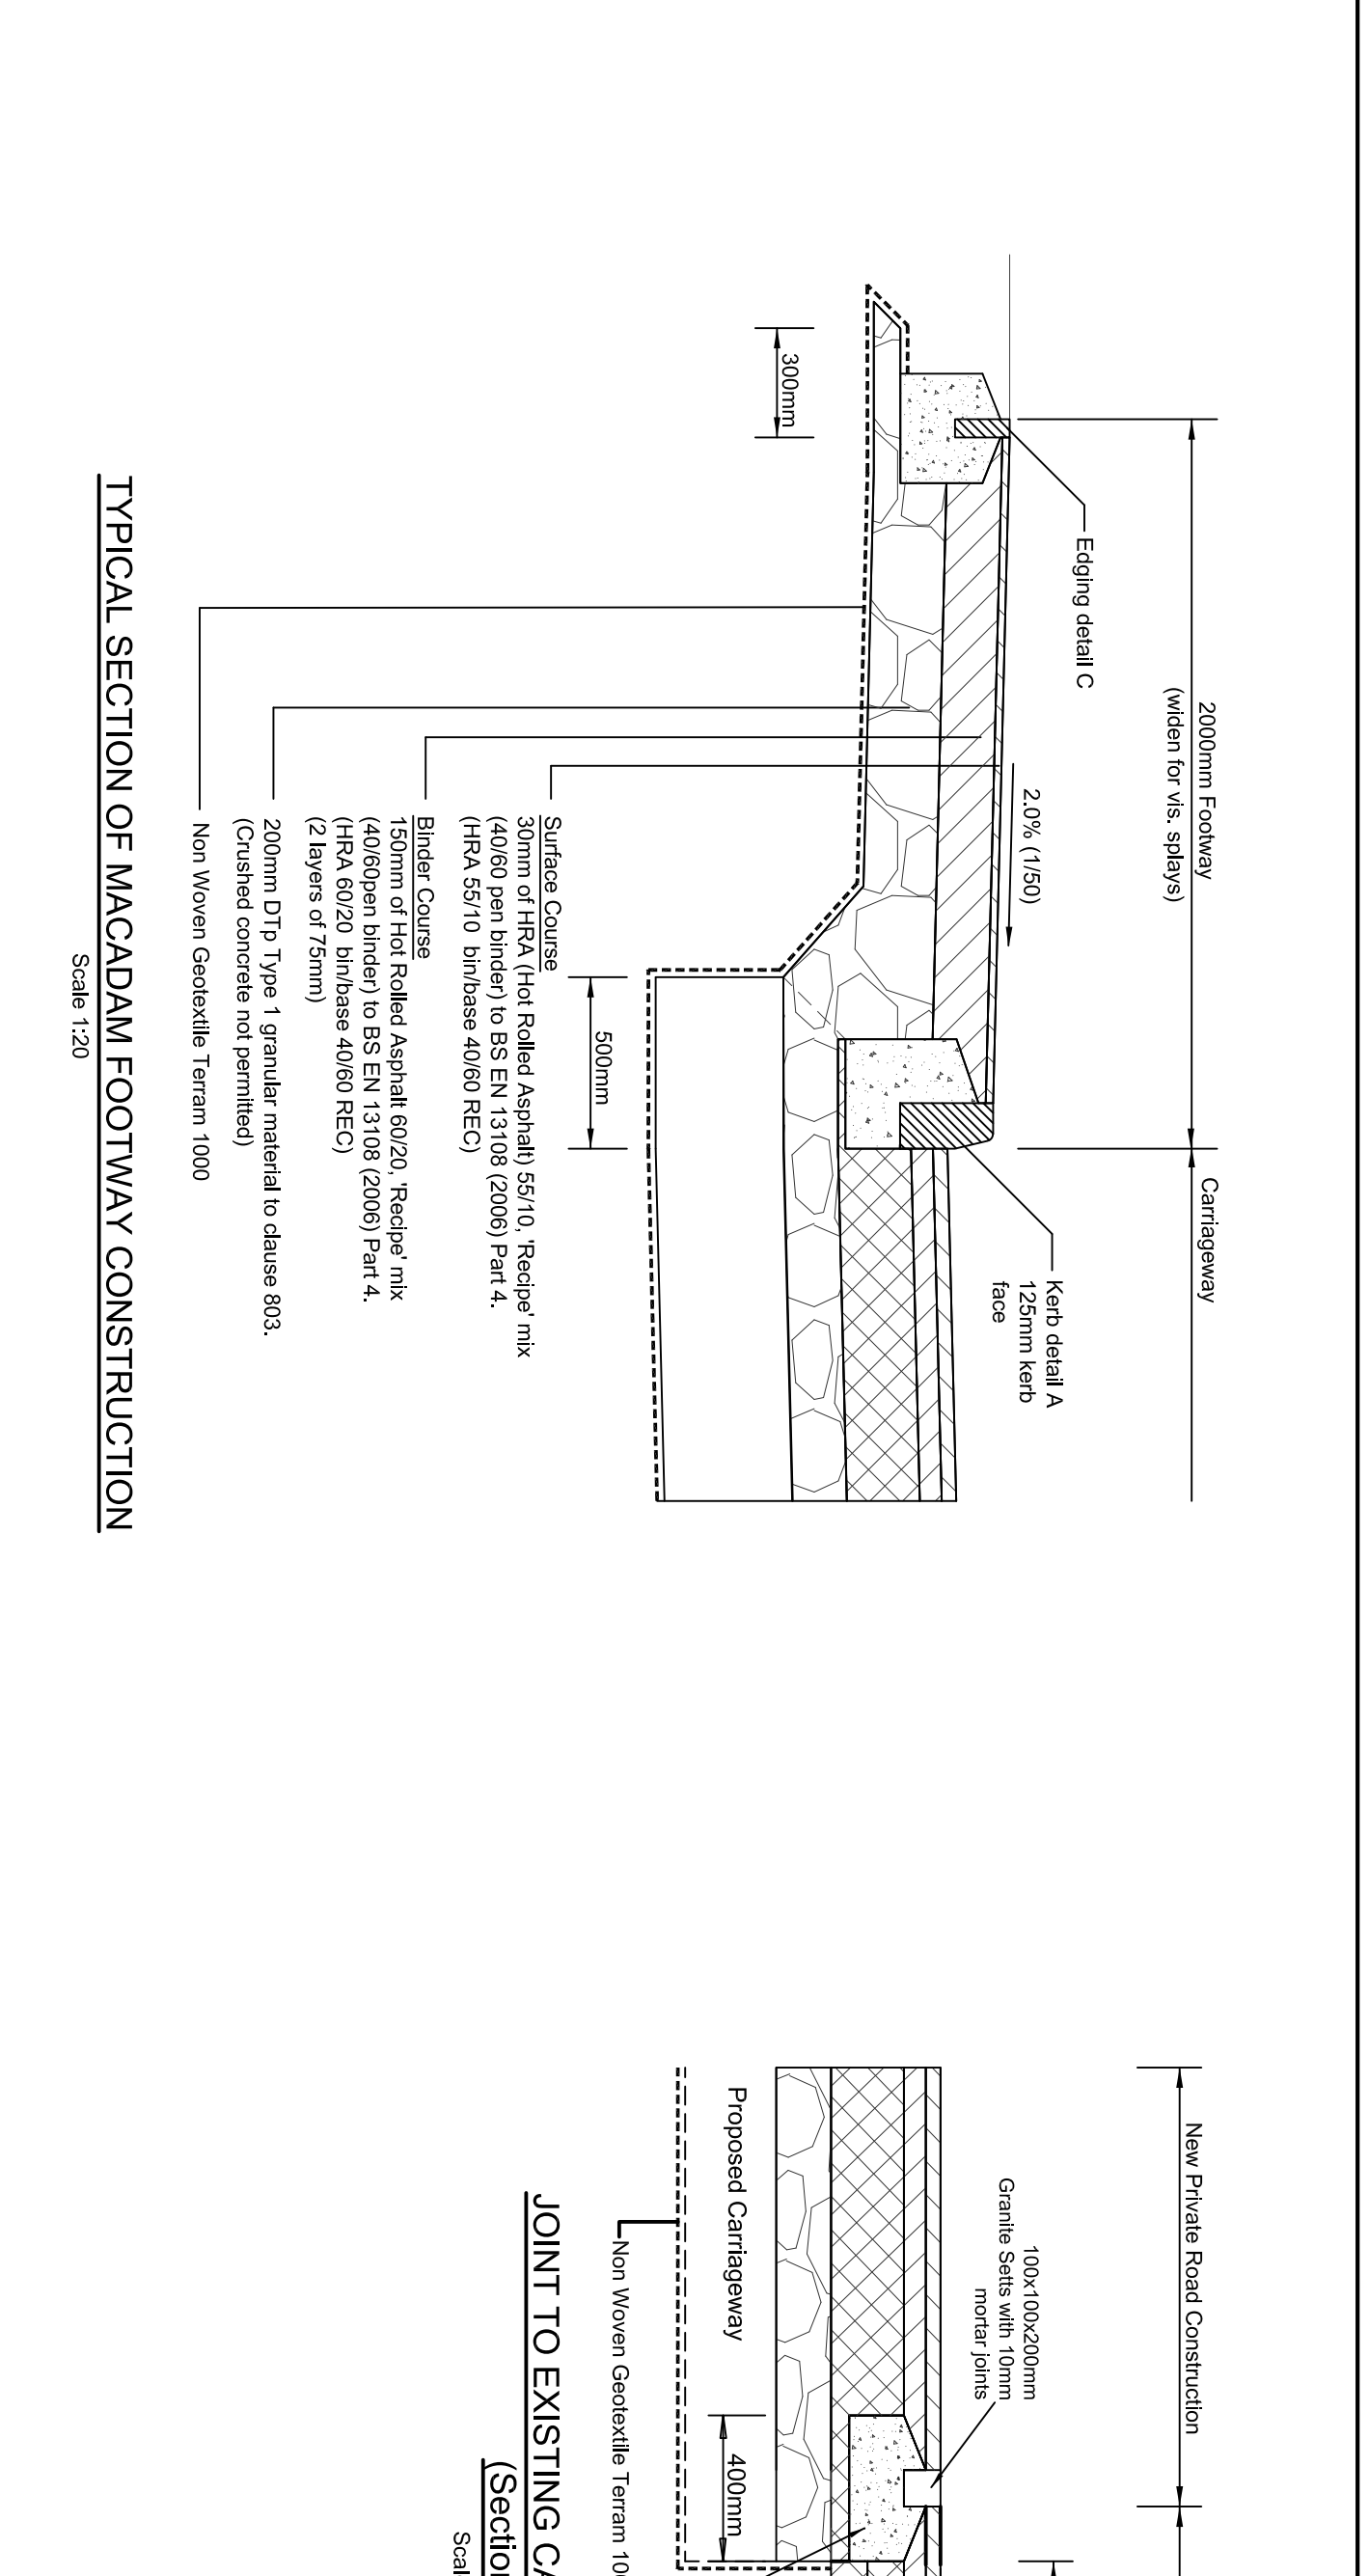 2000mm Footway
(widen for vis. splays)
Carriageway
Edging detail C
Kerb detail A
125mm kerb
face
2.0% (1/50)
300mm
500mm
Surface Course
30mm of HRA (Hot Rolled Asphalt) 55/10, 'Recipe' mix
(40/60 pen binder) to BS EN 13108 (2006) Part 4.
(HRA 55/10 bin/base 40/60 REC)
Binder Course
150mm of Hot Rolled Asphalt 60/20, 'Recipe' mix
(40/60pen binder) to BS EN 13108 (2006) Part 4.
(HRA 60/20 bin/base 40/60 REC)
(2 layers of 75mm)
200mm DTp Type 1 granular material to clause 803.
(Crushed concrete not permitted)
Non Woven Geotextile Terram 1000
TYPICAL SECTION OF MACADAM FOOTWAY CONSTRUCTION
Scale 1:20
New Private Road Construction
100x100x200mm
Granite Setts with 10mm
mortar joints
Proposed Carriageway
400mm
Non Woven Geotextile Terram
JOINT TO EXISTING